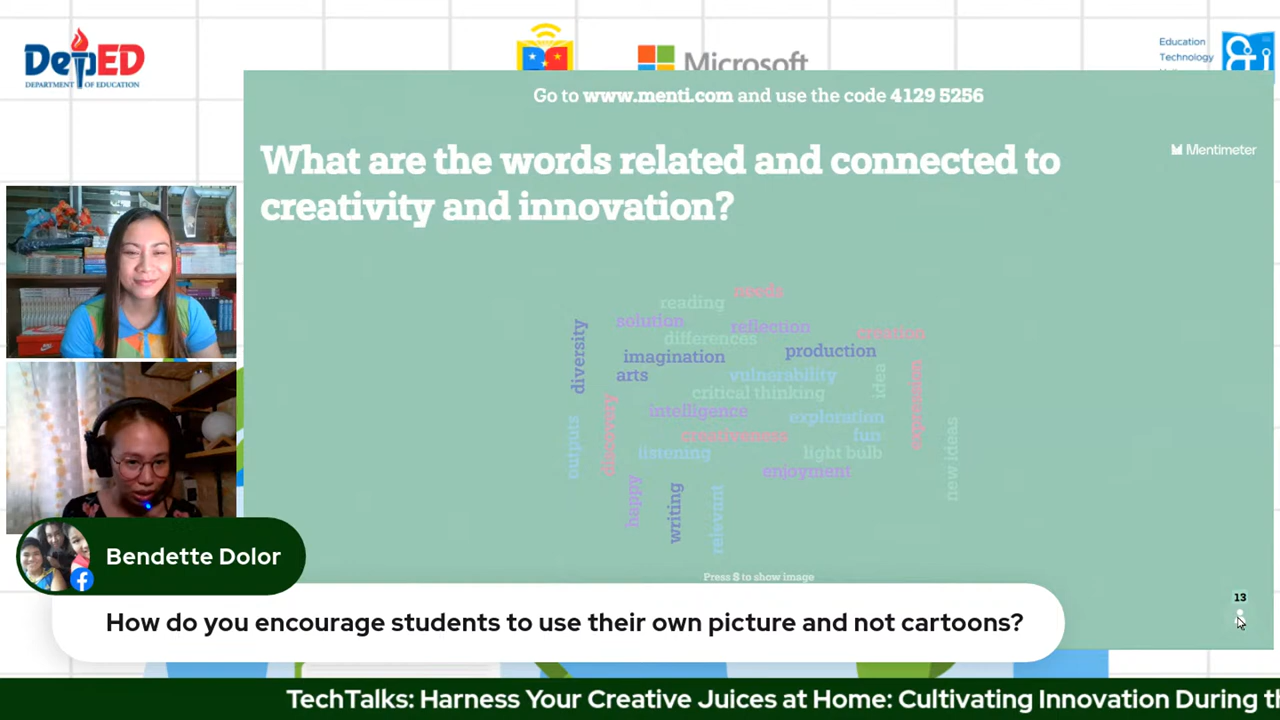 DepED
DEPARTMENT OF EDUCATION
Microsoft
Education
Technology
Go to www.menti.com and use the code 4129 5256
What are the words related and connected to
creativity and innovation?
Mentimeter
needs
reading
solution
reflection
creation
differences
diversity
imagination
production
arts
vulnerability
idea
expression
critical thinking
discovery
intelligence
exploration
outputs
creativeness
fun
new ideas
listening
light bulb
enjoyment
happy
writing
relevant
Press S to show image
13
Bendette Dolor
How do you encourage students to use their own picture and not cartoons?
TechTalks: Harness Your Creative Juices at Home: Cultivating Innovation During